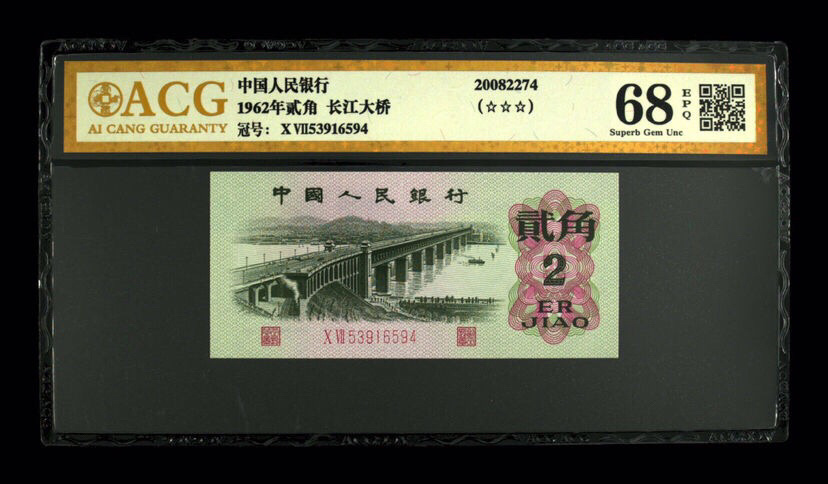 ACG
AI CANG GUARANTY
中国人民银行
1962年贰角 长江大桥
冠号: X VII53916594
20082274
(☆☆☆)
68
EPQ
Superb Gem Unc
中國人民銀行
貳角
2
ER
JIAO
X VII 53916594